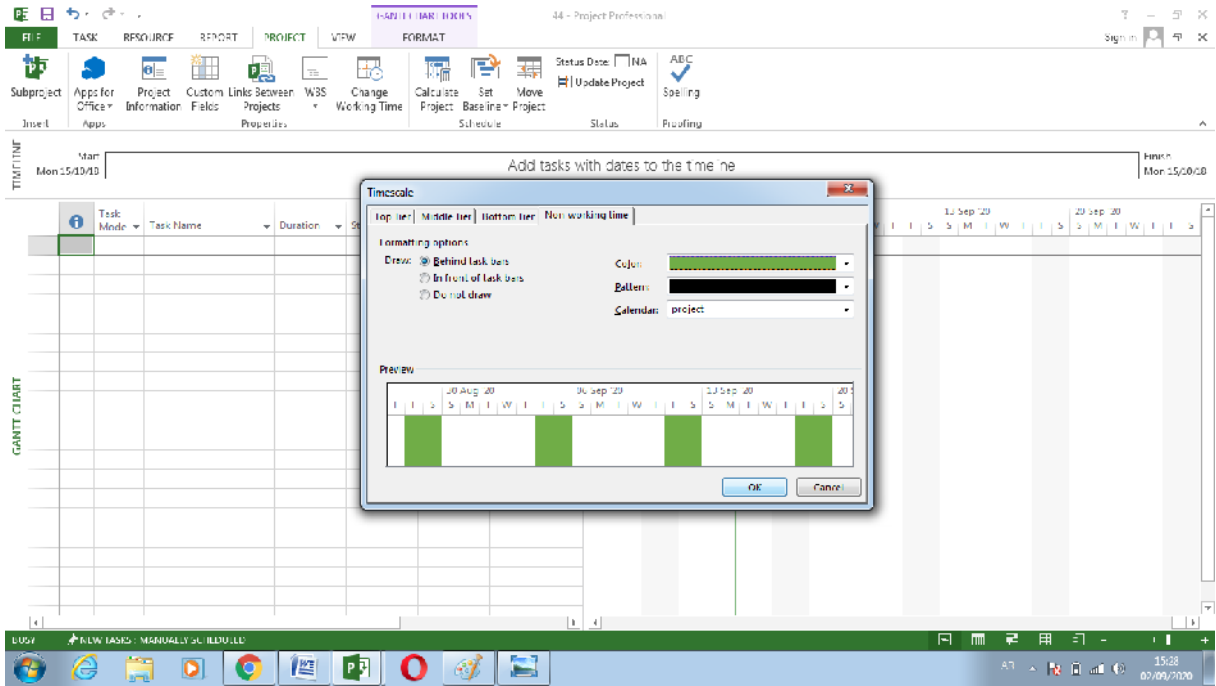 GANTT CHART TOOLS
44 - Project Professional
FILE TASK RESOURCE REPORT PROJECT VIEW FORMAT
Sign in
Subproject
Apps for Office
Project Information
Custom Fields
Links Between Projects
WBS
Change Working Time
Calculate Project
Set Baseline
Move Project
Status Date: NA
Update Project
ABC
Spelling
Insert Apps Properties Schedule Status Proofing
TIMELINE
Start
Mon 15/10/18
Add tasks with dates to the timeline
Finish
Mon 15/10/18
Task Mode
Task Name
Duration
13 Sep '20
20 Sep '20
GANTT CHART
Timescale
Top Tier Middle Tier Bottom Tier Non-working time
Formatting options
Draw: Behind task bars
In front of task bars
Do not draw
Color:
Pattern:
Calendar: project
Preview
30 Aug '20 06 Sep '20 13 Sep '20
OK Cancel
BUSY NEW TASKS : MANUALLY SCHEDULED
15:28
02/09/2020